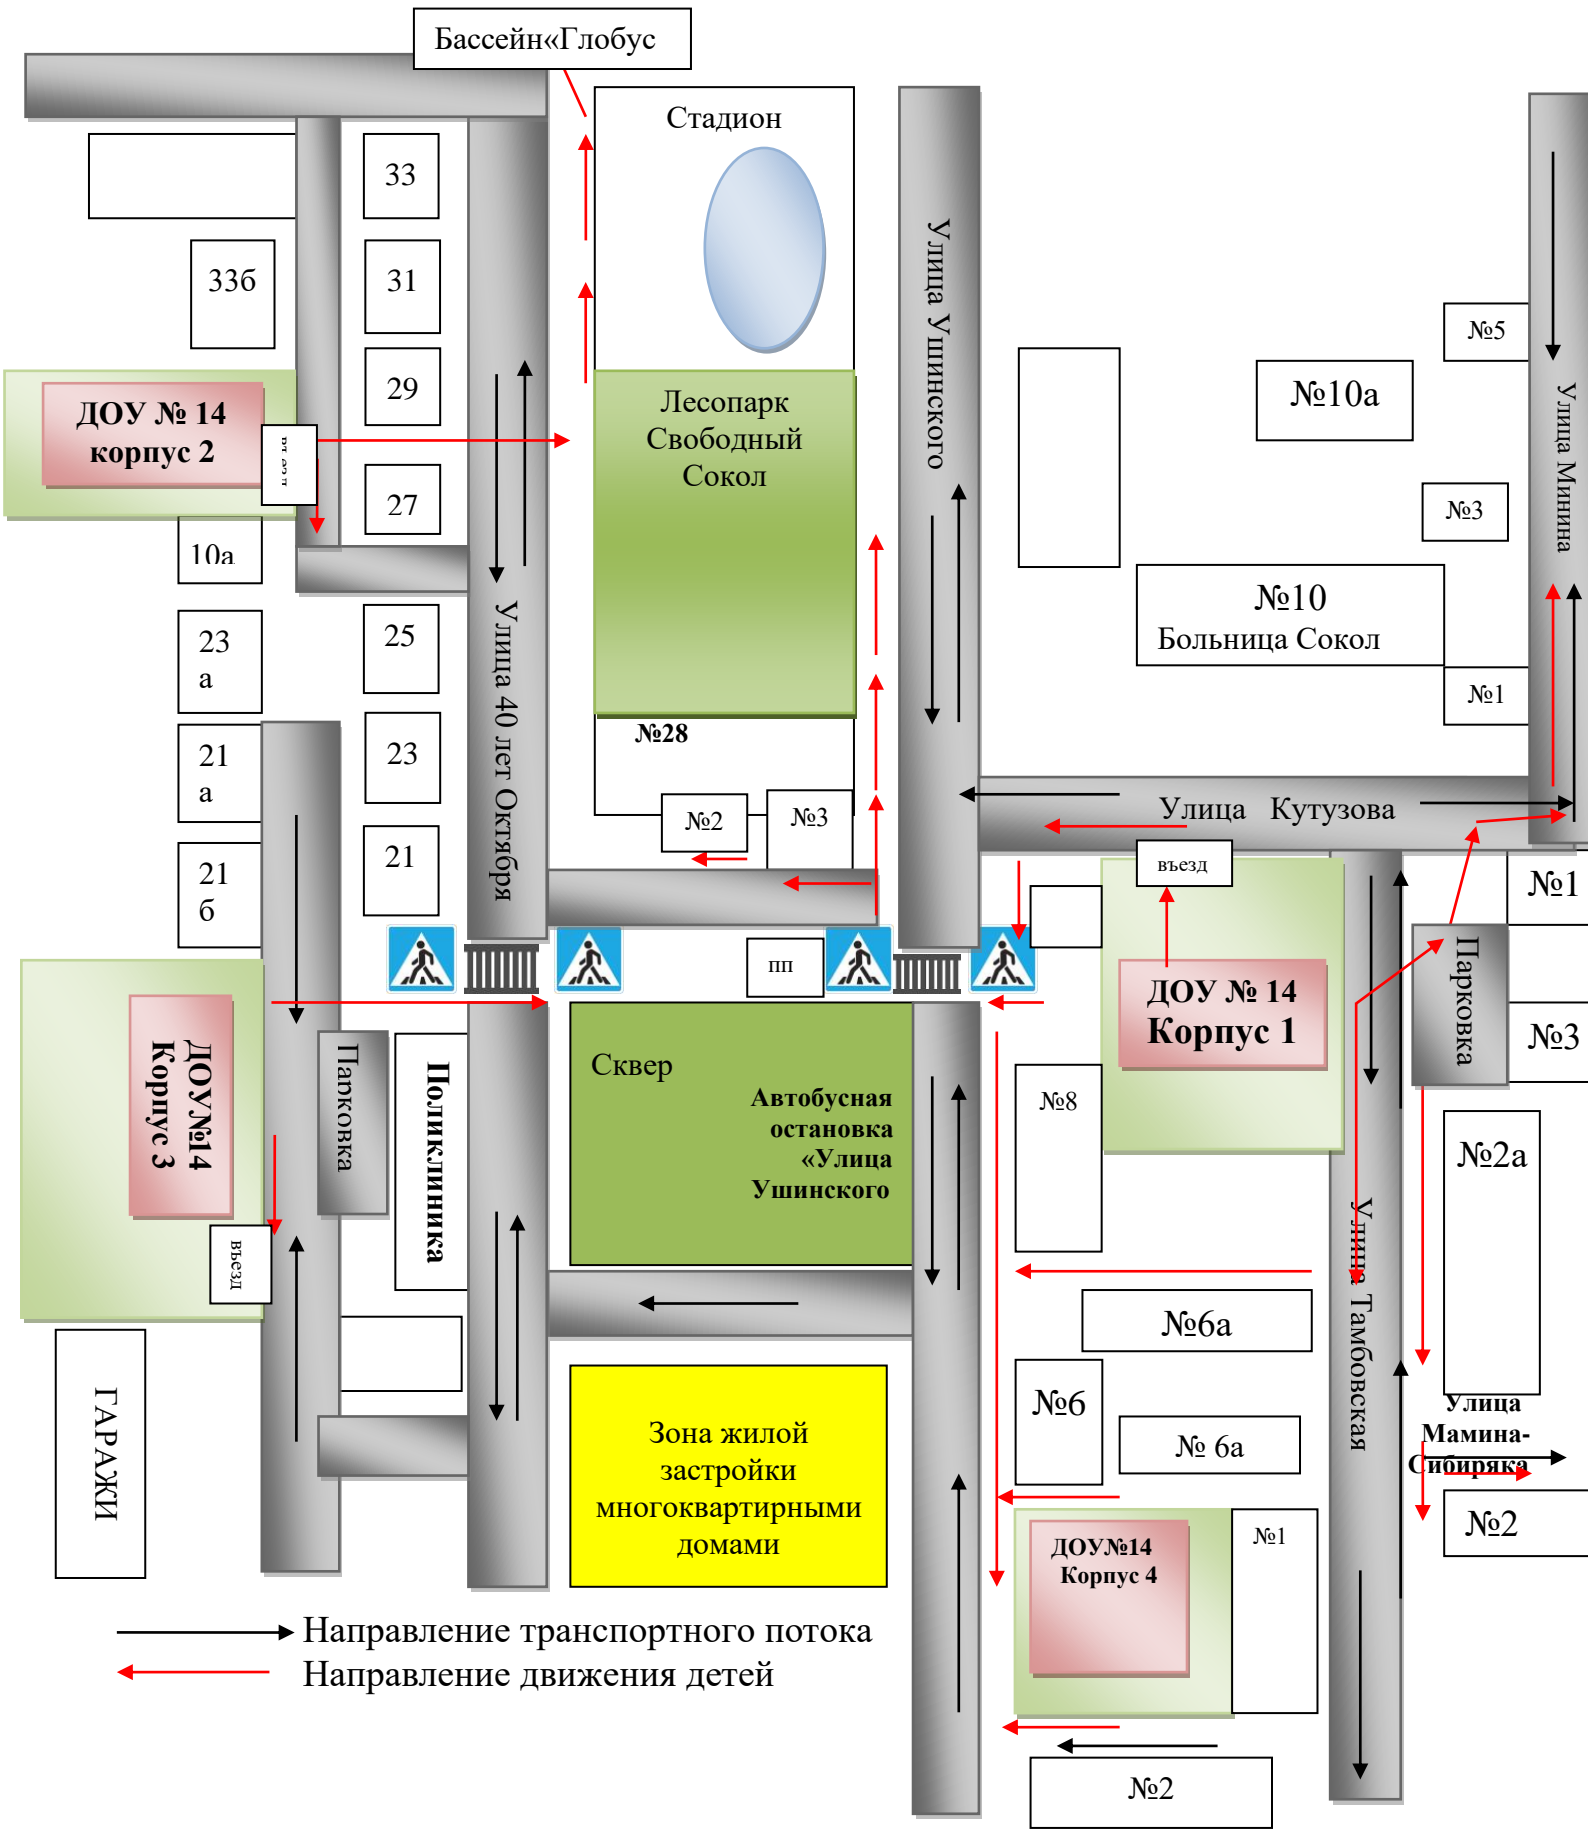 Бассейн«Глобус
Стадион
33
33б
31
29
27
ДОУ № 14
корпус 2
въезд
10а
Лесопарк
Свободный
Сокол
Улица Ушинского
№5
№10а
Улица Минина
№3
№10
Больница Сокол
№1
23
а
25
Улица 40 лет Октября
№28
21
а
23
№2
№3
Улица Кутузова
21
б
21
въезд
№1
пп
ДОУ № 14
Корпус 1
Парковка
№3
ДОУ№14
Корпус 3
Парковка
Поликлиника
въезд
Сквер
Автобусная
остановка
«Улица
Ушинского
№8
№2а
Улица Тамбовская
№6а
№6
№ 6а
Улица
Мамина-
Сибиряка
№2
ГАРАЖИ
Зона жилой
застройки
многоквартирными
домами
ДОУ№14
Корпус 4
№1
№2
Направление транспортного потока
Направление движения детей